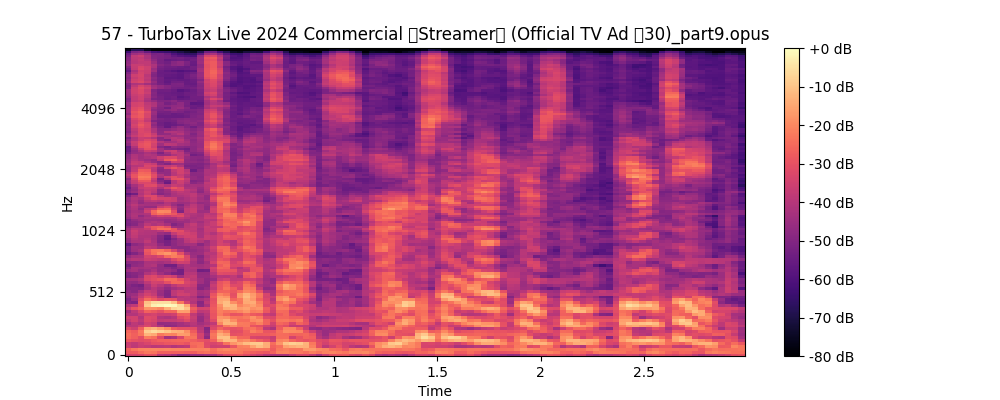 57 - TurboTax Live 2024 Commercial ▯Streamer▯ (Official TV Ad ▯30)_part9.opus
+0 dB
-10 dB
-20 dB
-30 dB
-40 dB
-50 dB
-60 dB
-70 dB
-80 dB
4096
2048
1024
512
0
Hz
0
0.5
1
1.5
2
2.5
Time